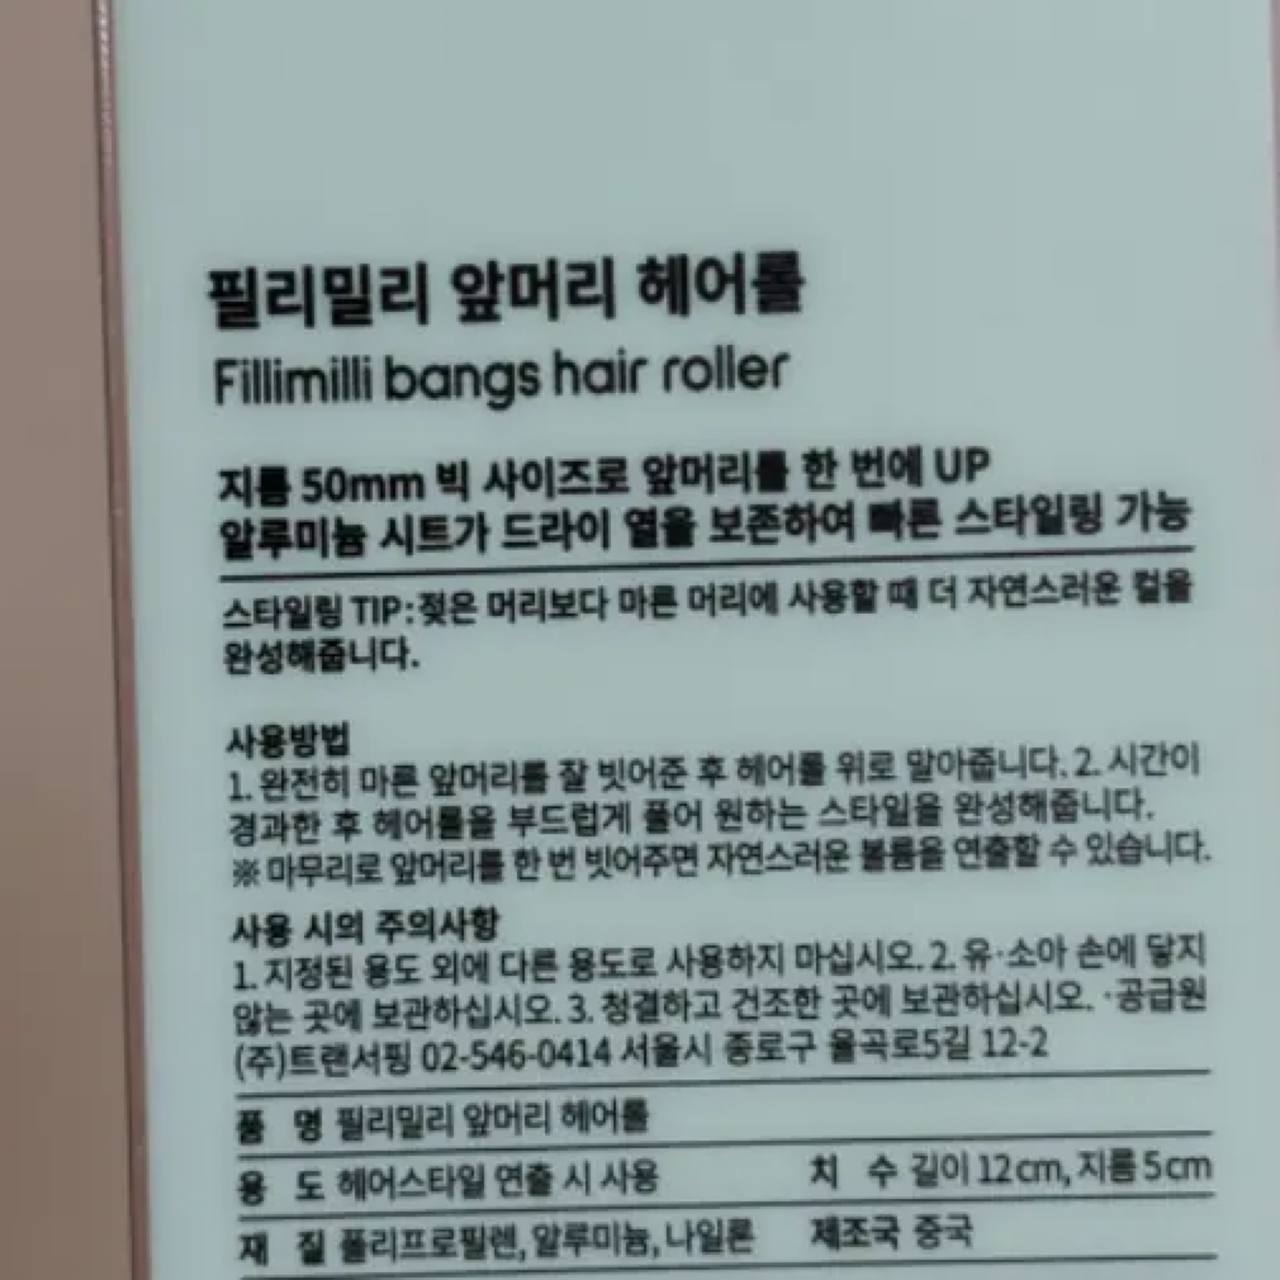 필리밀리 앞머리 헤어롤
Fillimilli bangs hair roller
지름 50mm 빅 사이즈로 앞머리를 한 번에 UP
알루미늄 시트가 드라이 열을 보존하여 빠른 스타일링 가능
스타일링 TIP:젖은 머리보다 마른 머리에 사용할 때 더 자연스러운 컬을
완성해줍니다.
사용방법
1. 완전히 마른 앞머리를 잘 빗어준 후 헤어롤 위로 말아줍니다. 2. 시간이
경과한 후 헤어롤을 부드럽게 풀어 원하는 스타일을 완성해줍니다.
※ 마무리로 앞머리를 한 번 빗어주면 자연스러운 볼륨을 연출할 수 있습니다.
사용 시의 주의사항
1. 지정된 용도 외에 다른 용도로 사용하지 마십시오. 2. 유·소아 손에 닿지
않는 곳에 보관하십시오. 3. 청결하고 건조한 곳에 보관하십시오. ·공급원
(주)트랜서핑 02-546-0414 서울시 종로구 율곡로5길 12-2
품 명 필리밀리 앞머리 헤어롤
용 도 헤어스타일 연출 시 사용 치 수 길이 12cm, 지름 5cm
재 질 폴리프로필렌, 알루미늄, 나일론 제조국 중국